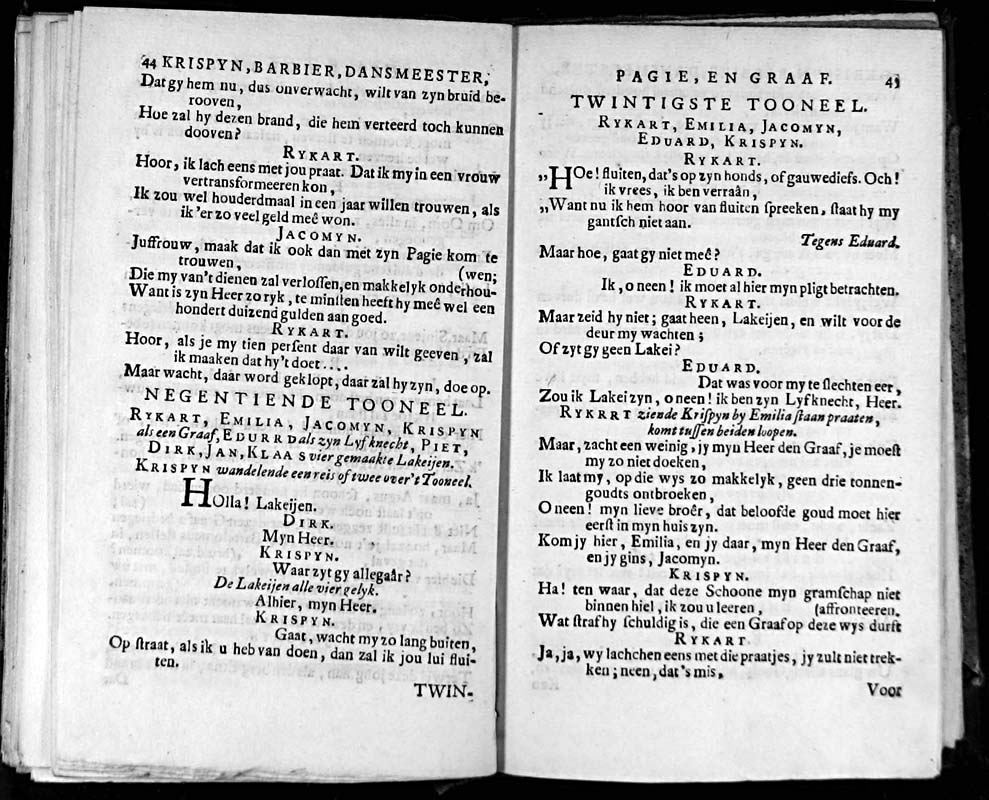 44 KRISPYN, BARBIER, DANSMEESTER,
Dat gy hem nu, dus onverwacht, wilt van zyn bruid be-
rooven,
Hoe zal hy dezen brand, die hem verteerd toch kunnen
dooven?
RYKART.
Hoor, ik lach eens met jou praat. Dat ik my in een vrouw
vertransformeeren kon,
Ik zou wel houderdmaal in een jaar willen trouwen, als
ik 'er zo veel geld meê won.
JACOMYN.
Juffrouw, maak dat ik ook dan met zyn Pagie kom te
trouwen,
(wen;
Die my van't dienen zal verlossen, en makkelyk onderhou-
Want is zyn Heer zo ryk, te minsten heeft hy meê wel een
hondert duizend gulden aan goed.
RYKART.
Hoor, als je my tien persent daar van wilt geeven, zal
ik maaken dat hy't doet....
Maar wacht, daar word geklopt, daar zal hy zyn, doe op.
NEGENTIENDE TOONEEL.
RYKART, EMILIA, JACOMYN, KRISPYN
als een Graaf, EDURRD als zyn Lyfknecht, PIET,
DIRK, JAN, KLAAS vier gemaakte Lakeijen.
KRISPYN wandelende een reis of twee over't Tooneel.
HOlla! Lakeijen.
DIRK.
Myn Heer.
KRISPYN.
Waar zyt gy allegaâr?
De Lakeijen alle vier gelyk.
Alhier, myn Heer.
KRISPYN.
Gaat, wacht my zo lang buiten,
Op straat, als ik u heb van doen, dan zal ik jou lui flui-
ten.
TWIN-
PAGIE, EN GRAAF. 45
TWINTIGSTE TOONEEL.
RYKART, EMILIA, JACOMYN,
EDUARD, KRISPYN.
RYKART.
„HOe! fluiten, dat's op zyn honds, of gauwediefs. Och!
ik vrees, ik ben verraân,
„Want nu ik hem hoor van fluiten spreeken, staat hy my
gantsch niet aan.
Tegens Eduard.
Maar hoe, gaat gy niet meê?
EDUARD.
Ik, o neen! ik moet al hier myn pligt betrachten.
RYKART.
Maar zeid hy niet; gaat heen, Lakeijen, en wilt voor de
deur my wachten;
Of zyt gy geen Lakei?
EDUARD.
Dat was voor my te slechten eer,
Zou ik Lakei zyn, o neen! ik ben zyn Lyfknecht, Heer.
RYKRRT ziende Krispyn by Emilia staan praaten,
komt tussen beiden loopen.
Maar, zacht een weinig, jy myn Heer den Graaf, je moest
my zo niet doeken,
Ik laat my, op die wys zo makkelyk, geen drie tonnen-
goudts ontbroeken,
O neen! myn lieve broêr, dat beloofde goud moet hier
eerst in myn huis zyn.
Kom jy hier, Emilia, en jy daar, myn Heer den Graaf,
en jy gins, Jacomyn.
KRISPYN.
Ha! ten waar, dat deze Schoone myn gramschap niet
binnen hiel, ik zou u leeren,
(affronteeren.
Wat straf hy schuldig is, die een Graaf op deze wys durft
RYKART
Ja, ja, wy lachchen eens met die praatjes, jy zult niet trek-
ken; neen, dat's mis,
Voor